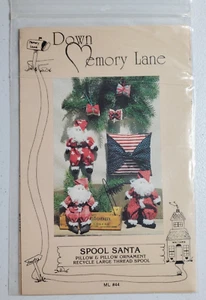 Down
Memory Lane
SPOOL SANTA
PILLOW & PILLOW ORNAMENT
RECYCLE LARGE THREAD SPOOL
ML #44